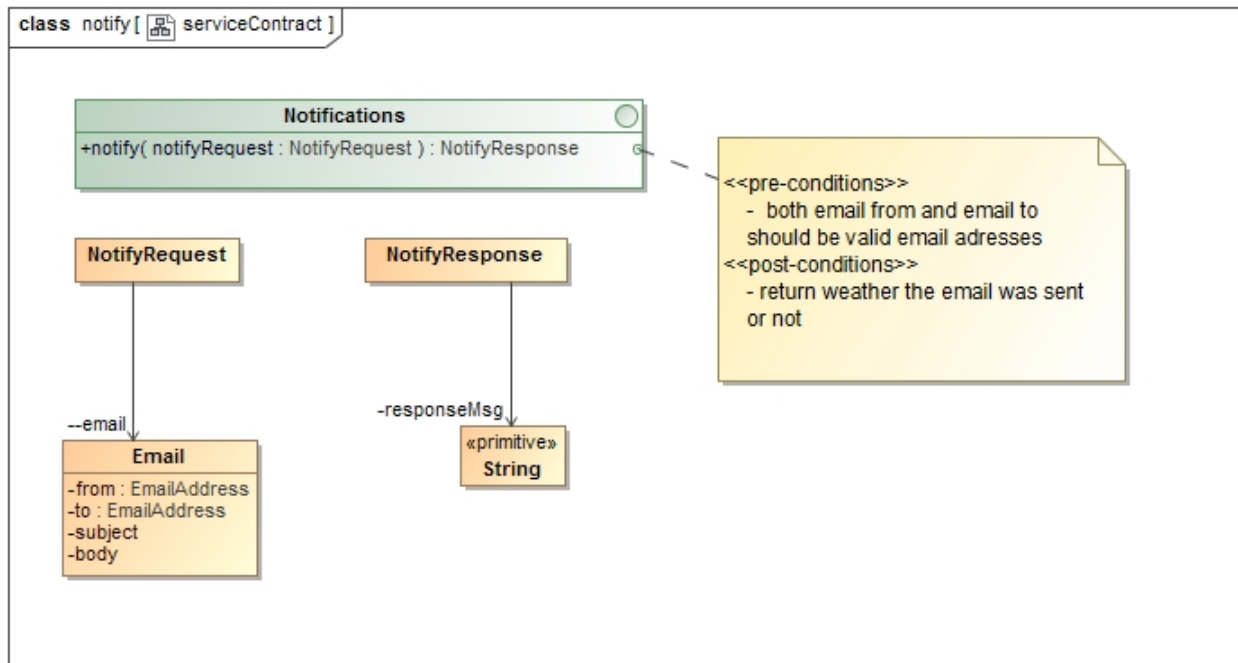 class notify [ serviceContract ]
Notifications
+notify( notifyRequest : NotifyRequest ) : NotifyResponse
<<pre-conditions>>
- both email from and email to
should be valid email adresses
<<post-conditions>>
- return weather the email was sent
or not
NotifyRequest
NotifyResponse
--email
-responseMsg
Email
-from : EmailAddress
-to : EmailAddress
-subject
-body
«primitive»
String